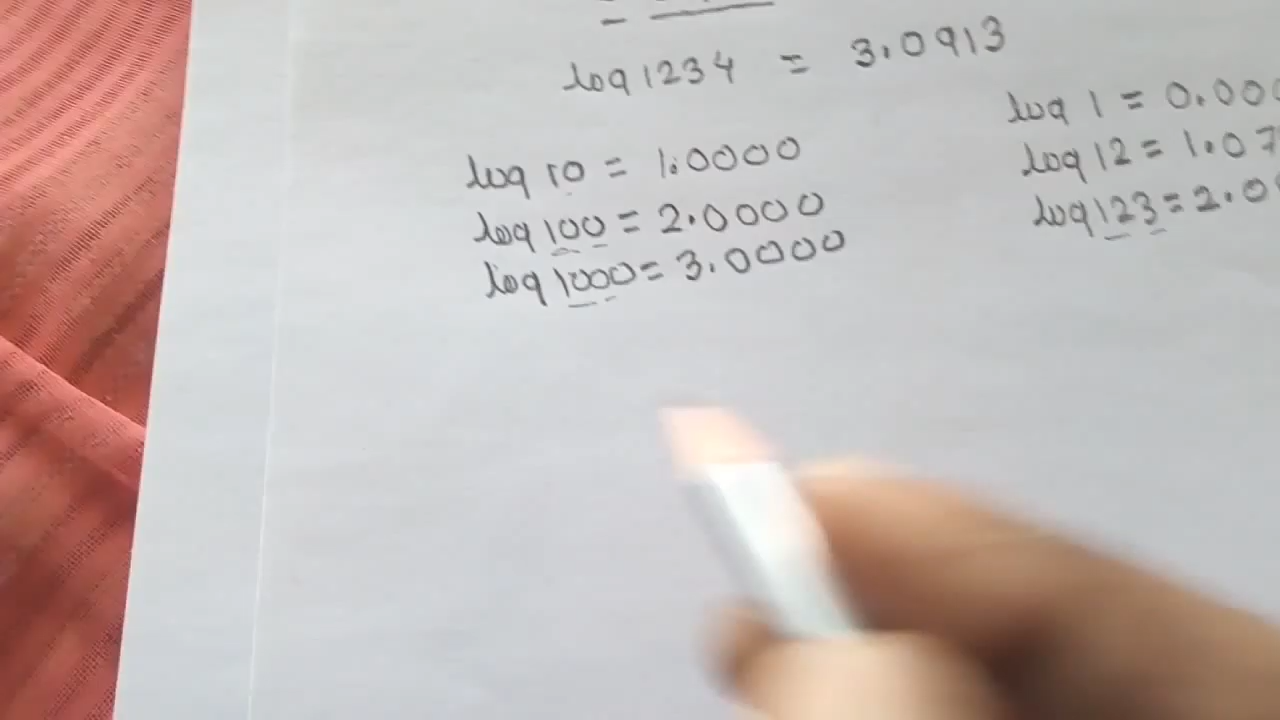 log 1234 = 3.0913
log 10 = 1.0000
log 100 = 2.0000
log 1000 = 3.0000
log 1 = 0.000
log 12 = 1.07
log 123 = 2.0